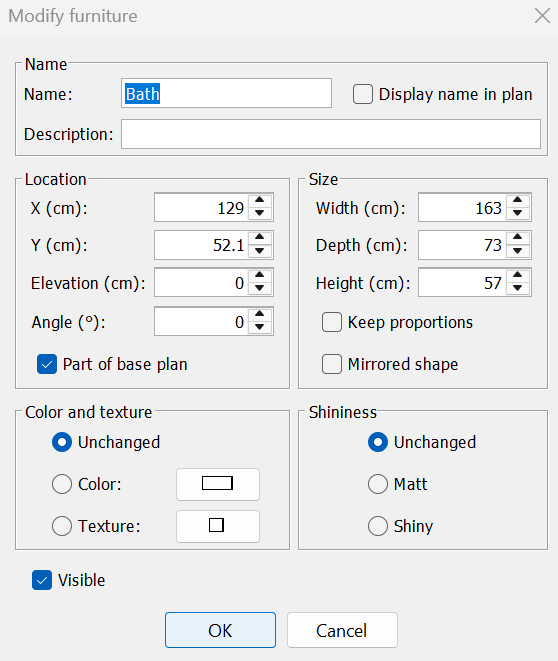 Modify furniture
Name
Name: Bath Display name in plan
Description:
Location
X (cm): 129
Y (cm): 52.1
Elevation (cm): 0
Angle (°): 0
Part of base plan
Size
Width (cm): 163
Depth (cm): 73
Height (cm): 57
Keep proportions
Mirrored shape
Color and texture
Unchanged
Color:
Texture:
Shininess
Unchanged
Matt
Shiny
Visible
OK Cancel